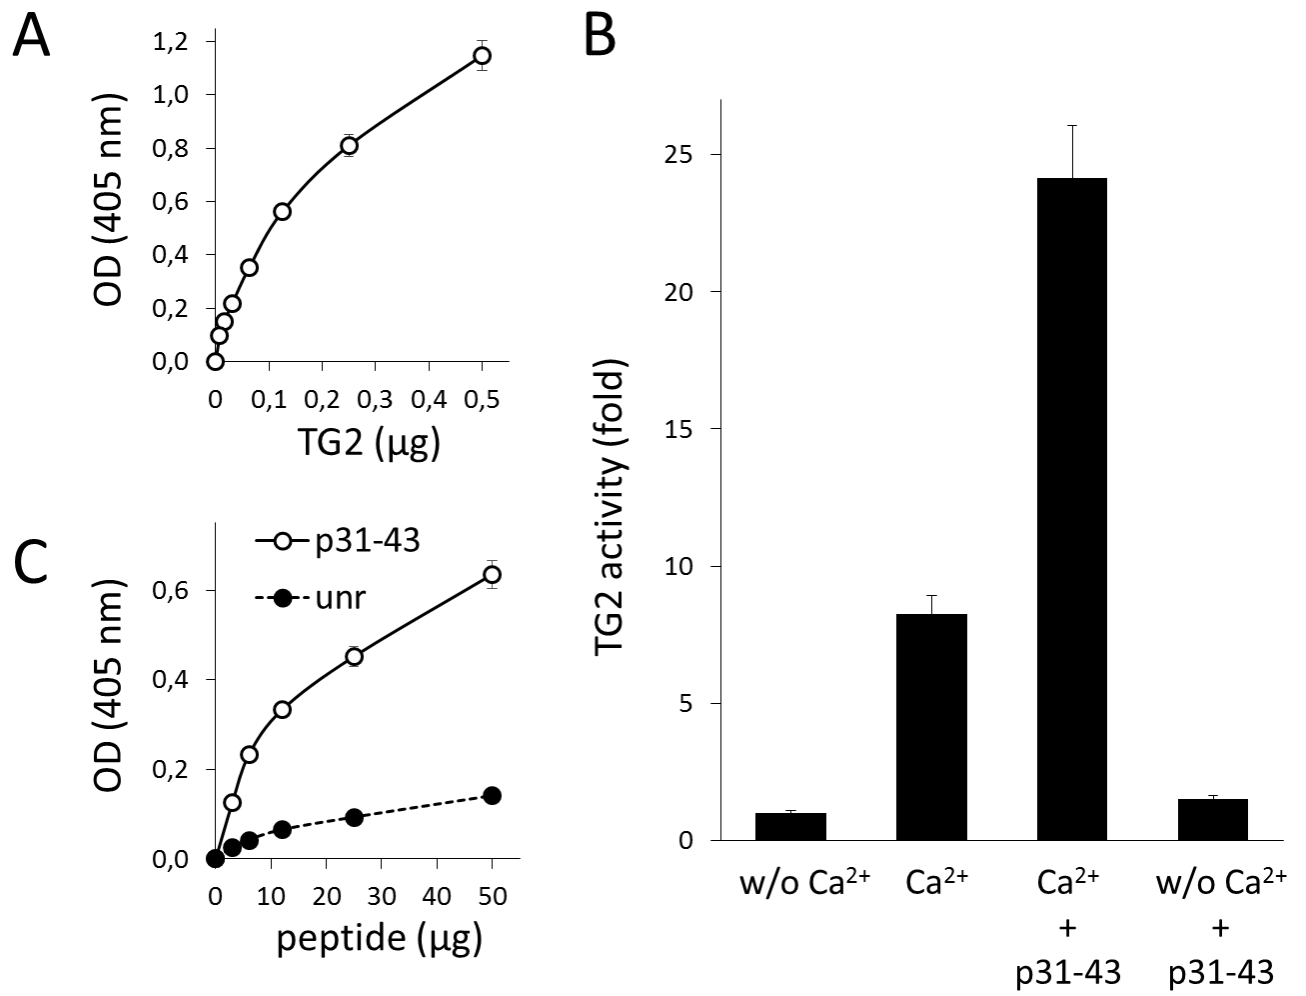 A
1,2
1,0
0,8
0,6
0,4
0,2
0,0
OD (405 nm)
0 0,1 0,2 0,3 0,4 0,5
TG2 (µg)
B
25
20
15
10
5
0
TG2 activity (fold)
w/o Ca²⁺ Ca²⁺ Ca²⁺ w/o Ca²⁺
+ +
p31-43 p31-43
C
p31-43
unr
0,6
0,4
0,2
0,0
OD (405 nm)
0 10 20 30 40 50
peptide (µg)